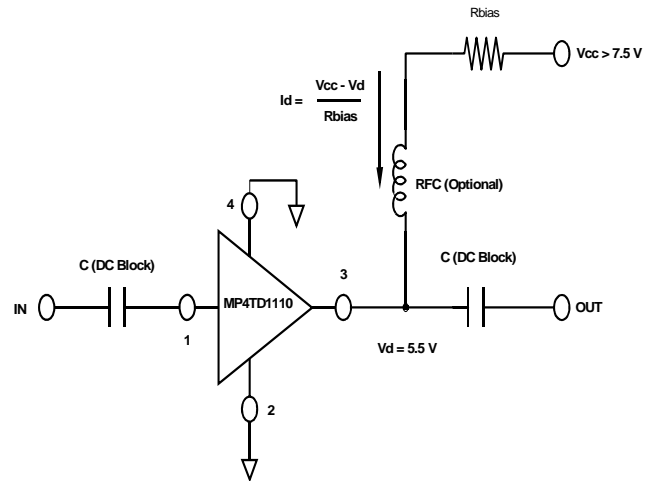 Rbias
Vcc > 7.5 V
Id = Vcc - Vd
Rbias
RFC (Optional)
4
C (DC Block)
3
C (DC Block)
IN
MP4TD1110
OUT
1
Vd = 5.5 V
2